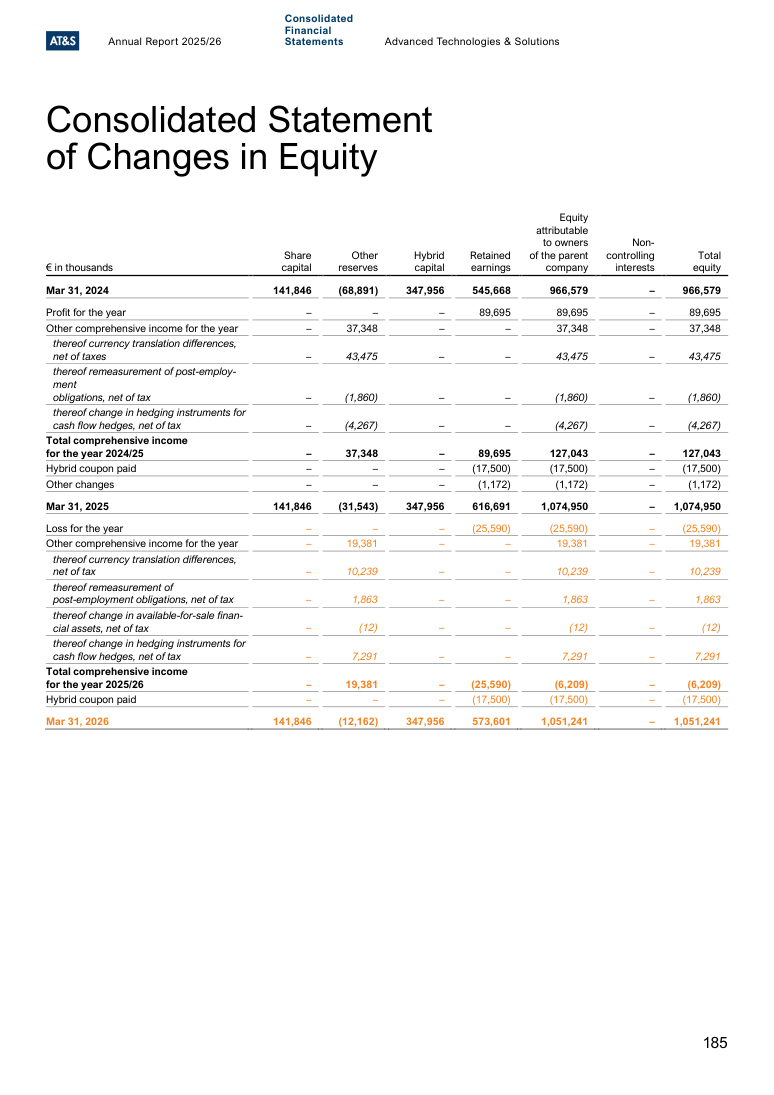 AT&S
Annual Report 2025/26
Consolidated
Financial
Statements
Advanced Technologies & Solutions
Consolidated Statement
of Changes in Equity
€ in thousands Share capital Other reserves Hybrid capital Retained earnings Equity attributable to owners of the parent company Non-controlling interests Total equity
Mar 31, 2024 141,846 (68,891) 347,956 545,668 966,579 – 966,579
Profit for the year – – – 89,695 89,695 – 89,695
Other comprehensive income for the year – 37,348 – – 37,348 – 37,348
thereof currency translation differences,
net of taxes – 43,475 – – 43,475 – 43,475
thereof remeasurement of post-employ-
ment
obligations, net of tax – (1,860) – – (1,860) – (1,860)
thereof change in hedging instruments for
cash flow hedges, net of tax – (4,267) – – (4,267) – (4,267)
Total comprehensive income
for the year 2024/25 – 37,348 – 89,695 127,043 – 127,043
Hybrid coupon paid – – – (17,500) (17,500) – (17,500)
Other changes – – – (1,172) (1,172) – (1,172)
Mar 31, 2025 141,846 (31,543) 347,956 616,691 1,074,950 – 1,074,950
Loss for the year – – – (25,590) (25,590) – (25,590)
Other comprehensive income for the year – 19,381 – – 19,381 – 19,381
thereof currency translation differences,
net of tax – 10,239 – – 10,239 – 10,239
thereof remeasurement of
post-employment obligations, net of tax – 1,863 – – 1,863 – 1,863
thereof change in available-for-sale finan-
cial assets, net of tax – (12) – – (12) – (12)
thereof change in hedging instruments for
cash flow hedges, net of tax – 7,291 – – 7,291 – 7,291
Total comprehensive income
for the year 2025/26 – 19,381 – (25,590) (6,209) – (6,209)
Hybrid coupon paid – – – (17,500) (17,500) – (17,500)
Mar 31, 2026 141,846 (12,162) 347,956 573,601 1,051,241 – 1,051,241
185